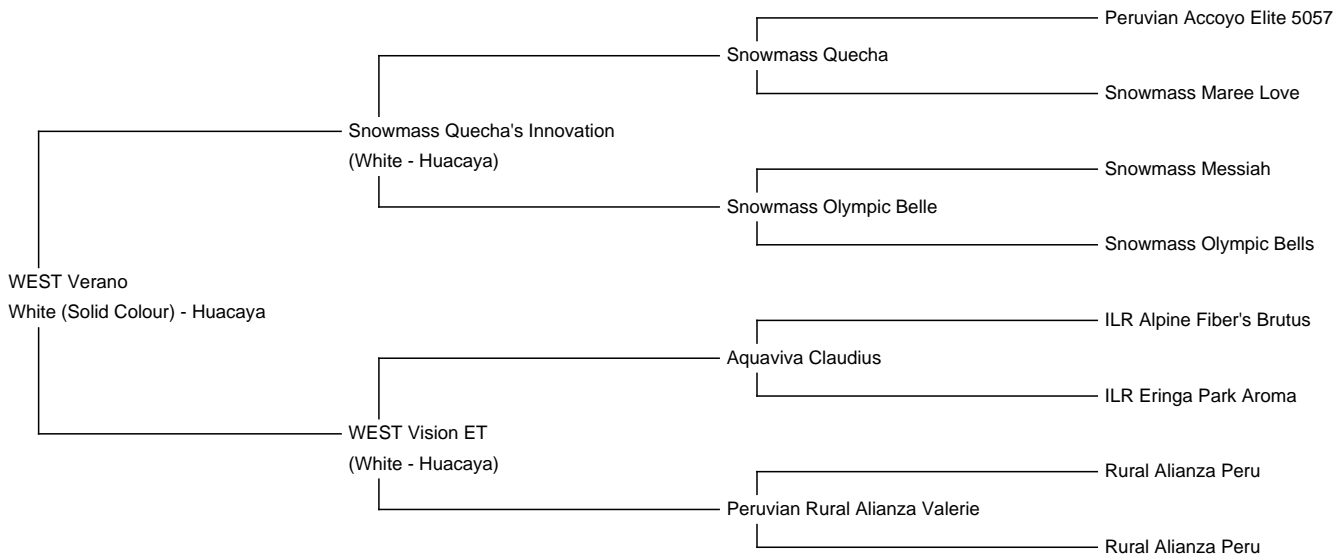 Peruvian Accoyo Elite 5057
Snowmass Quecha
Snowmass Maree Love
Snowmass Quecha's Innovation
(White - Huacaya)
Snowmass Messiah
Snowmass Olympic Belle
Snowmass Olympic Bells
WEST Verano
White (Solid Colour) - Huacaya
ILR Alpine Fiber's Brutus
Aquaviva Claudius
ILR Eringa Park Aroma
WEST Vision ET
(White - Huacaya)
Rural Alianza Peru
Peruvian Rural Alianza Valerie
Rural Alianza Peru